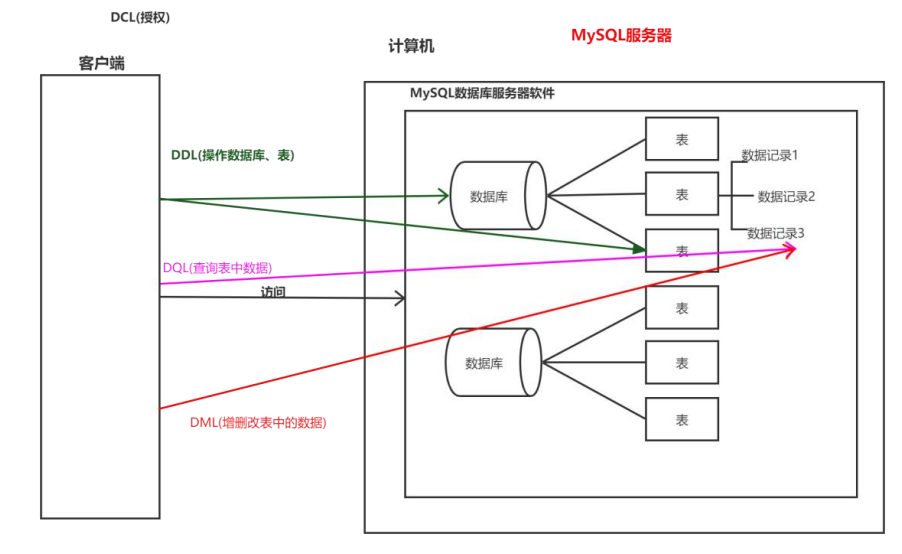 DCL(授权)
MySQL服务器
计算机
客户端
MySQL数据库服务器软件
表
DDL(操作数据库、表)
数据记录1
数据库
表
数据记录2
数据记录3
表
DQL(查询表中数据)
访问
表
数据库
表
表
DML(增删改表中的数据)